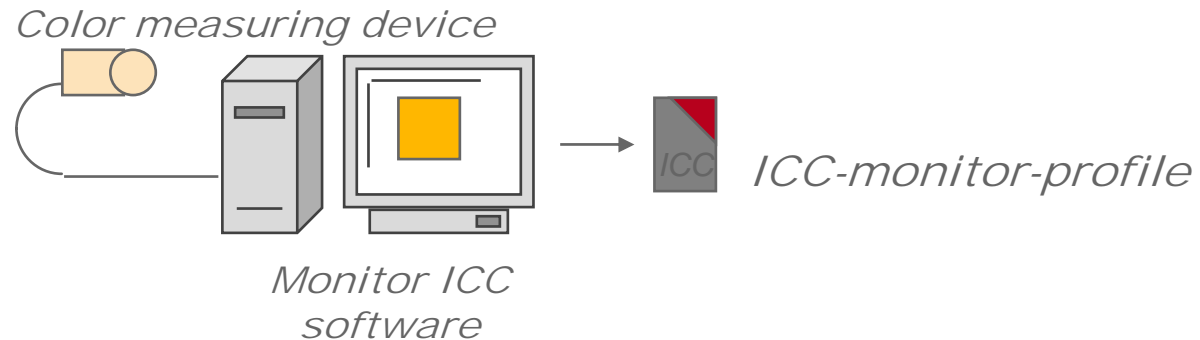 Color measuring device
ICC
ICC-monitor-profile
Monitor ICC
software